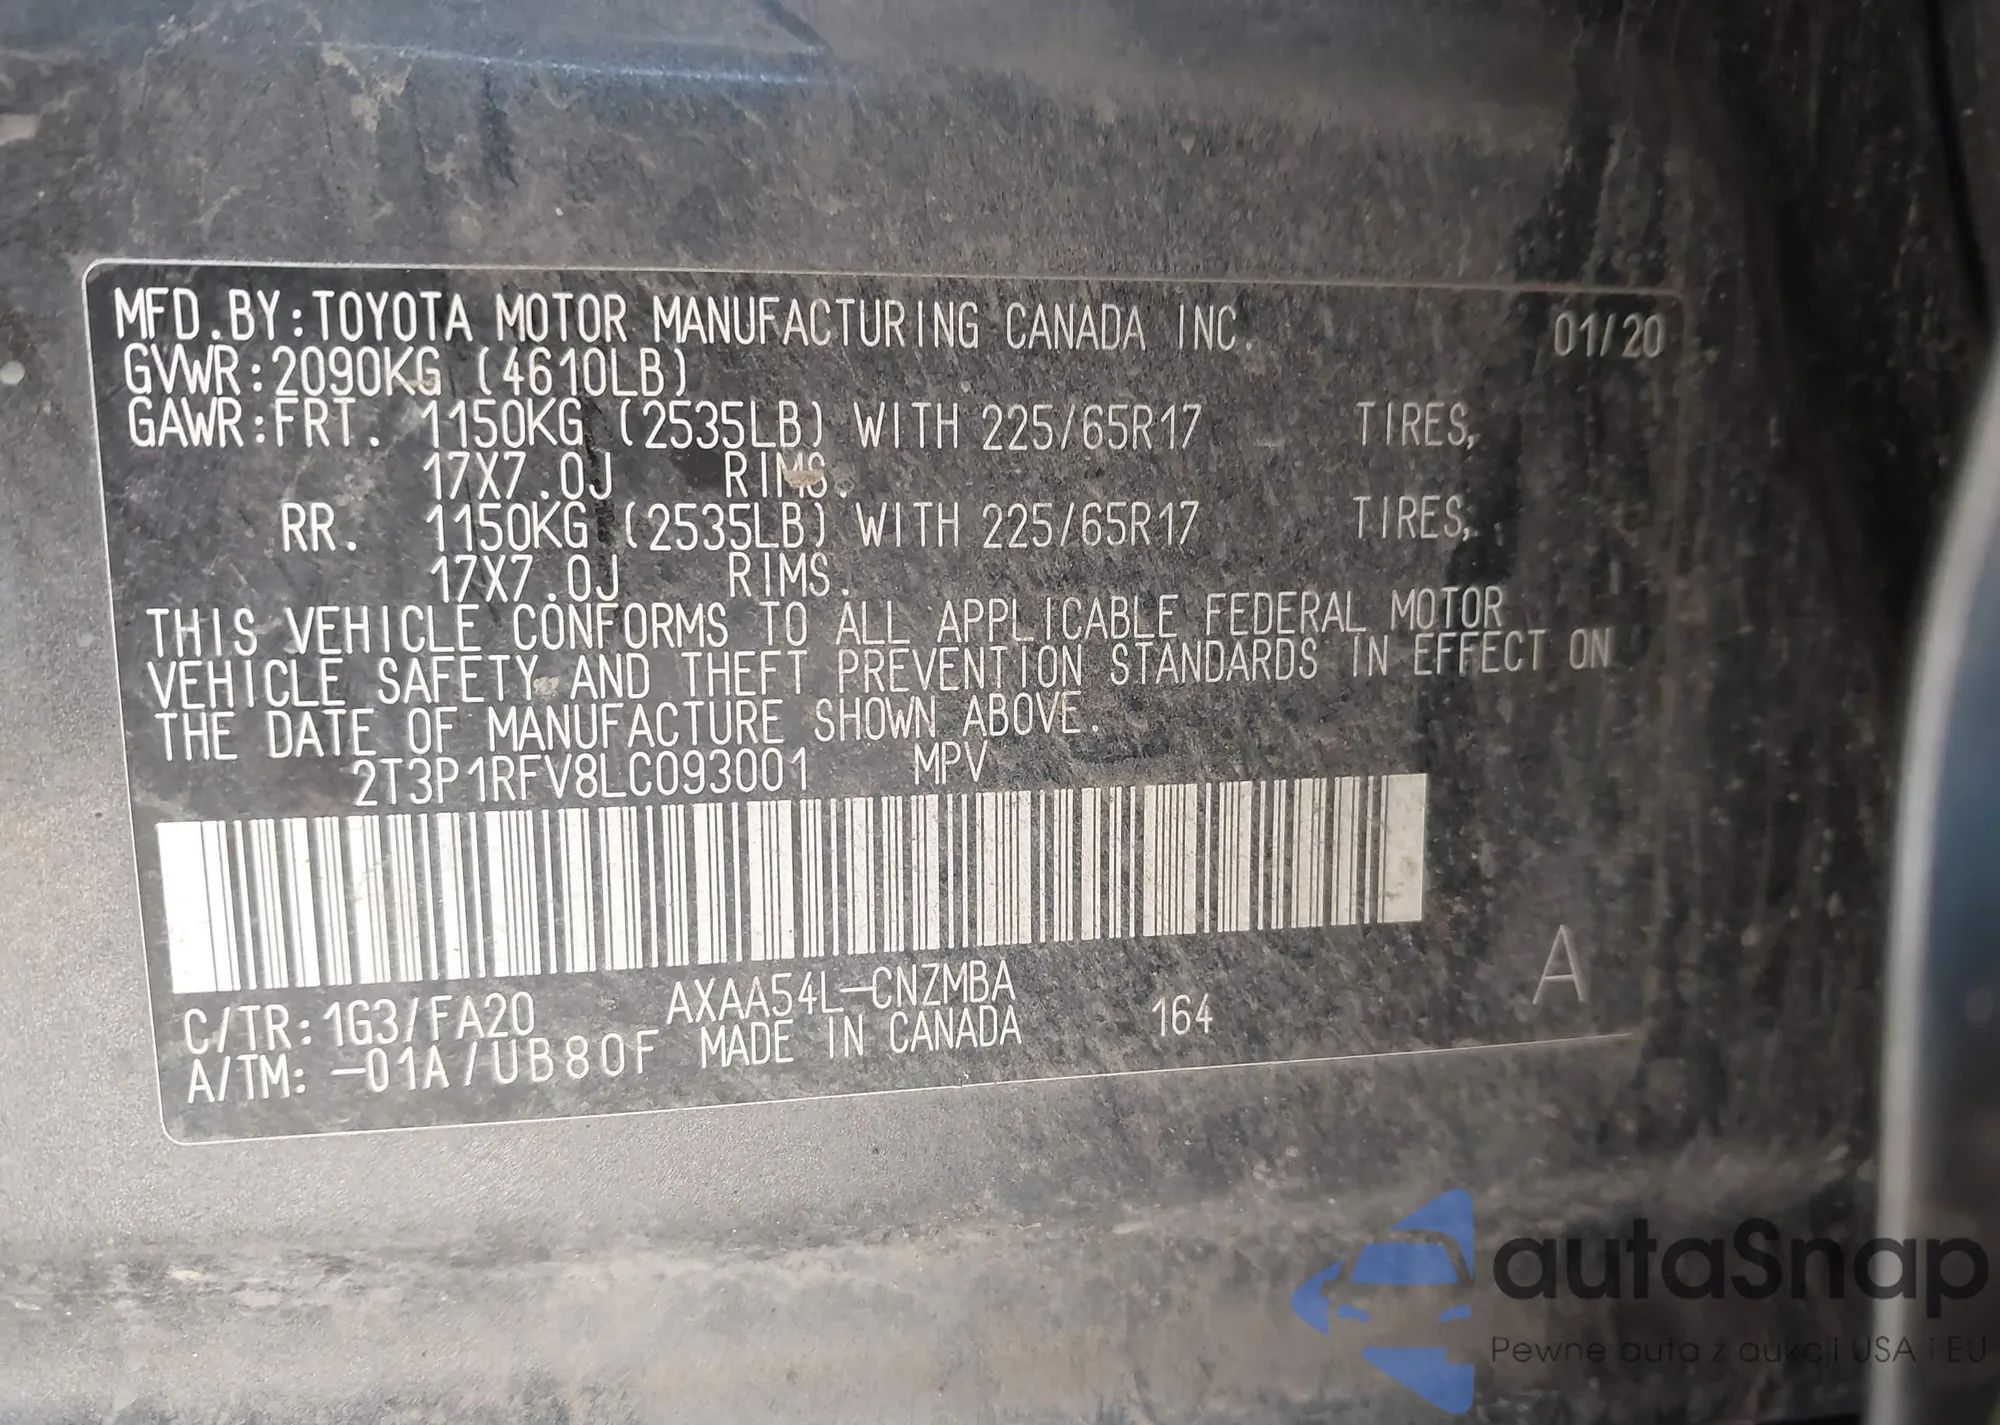 MFD.BY:TOYOTA MOTOR MANUFACTURING CANADA INC. 01/20
GVWR:2090KG (4610LB)
GAWR:FRT. 1150KG (2535LB) WITH 225/65R17 TIRES,
17X7.0J RIMS.
RR. 1150KG (2535LB) WITH 225/65R17 TIRES,
17X7.0J RIMS.
THIS VEHICLE CONFORMS TO ALL APPLICABLE FEDERAL MOTOR
VEHICLE SAFETY AND THEFT PREVENTION STANDARDS IN EFFECT ON
THE DATE OF MANUFACTURE SHOWN ABOVE.
2T3P1RFV8LC093001 MPV
C/TR:1G3/FA20 AXAA54L-CNZMBA
A/TM: -01A/UB80F MADE IN CANADA 164 A
autaSnap
Pewne auta z aukcji USA i EU